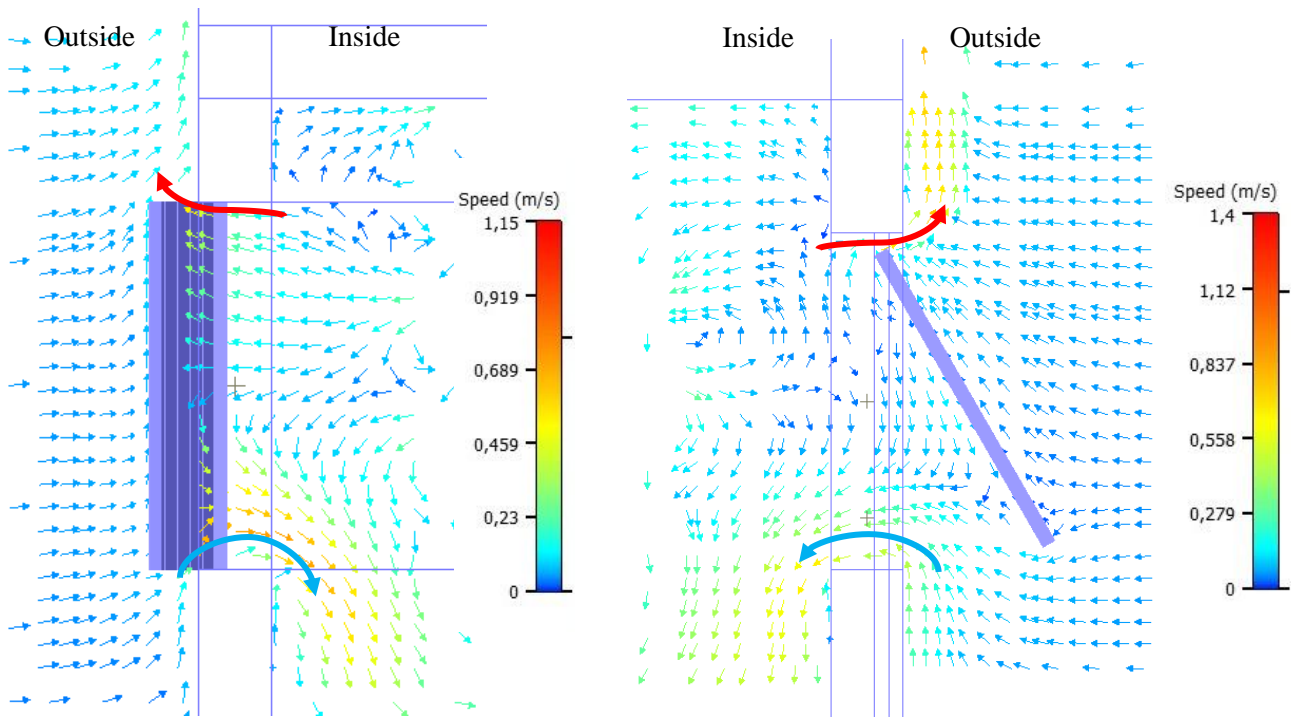 Outside
Inside
Speed (m/s)
1,15
0,919
0,689
0,459
0,23
0
Inside
Outside
Speed (m/s)
1,4
1,12
0,837
0,558
0,279
0